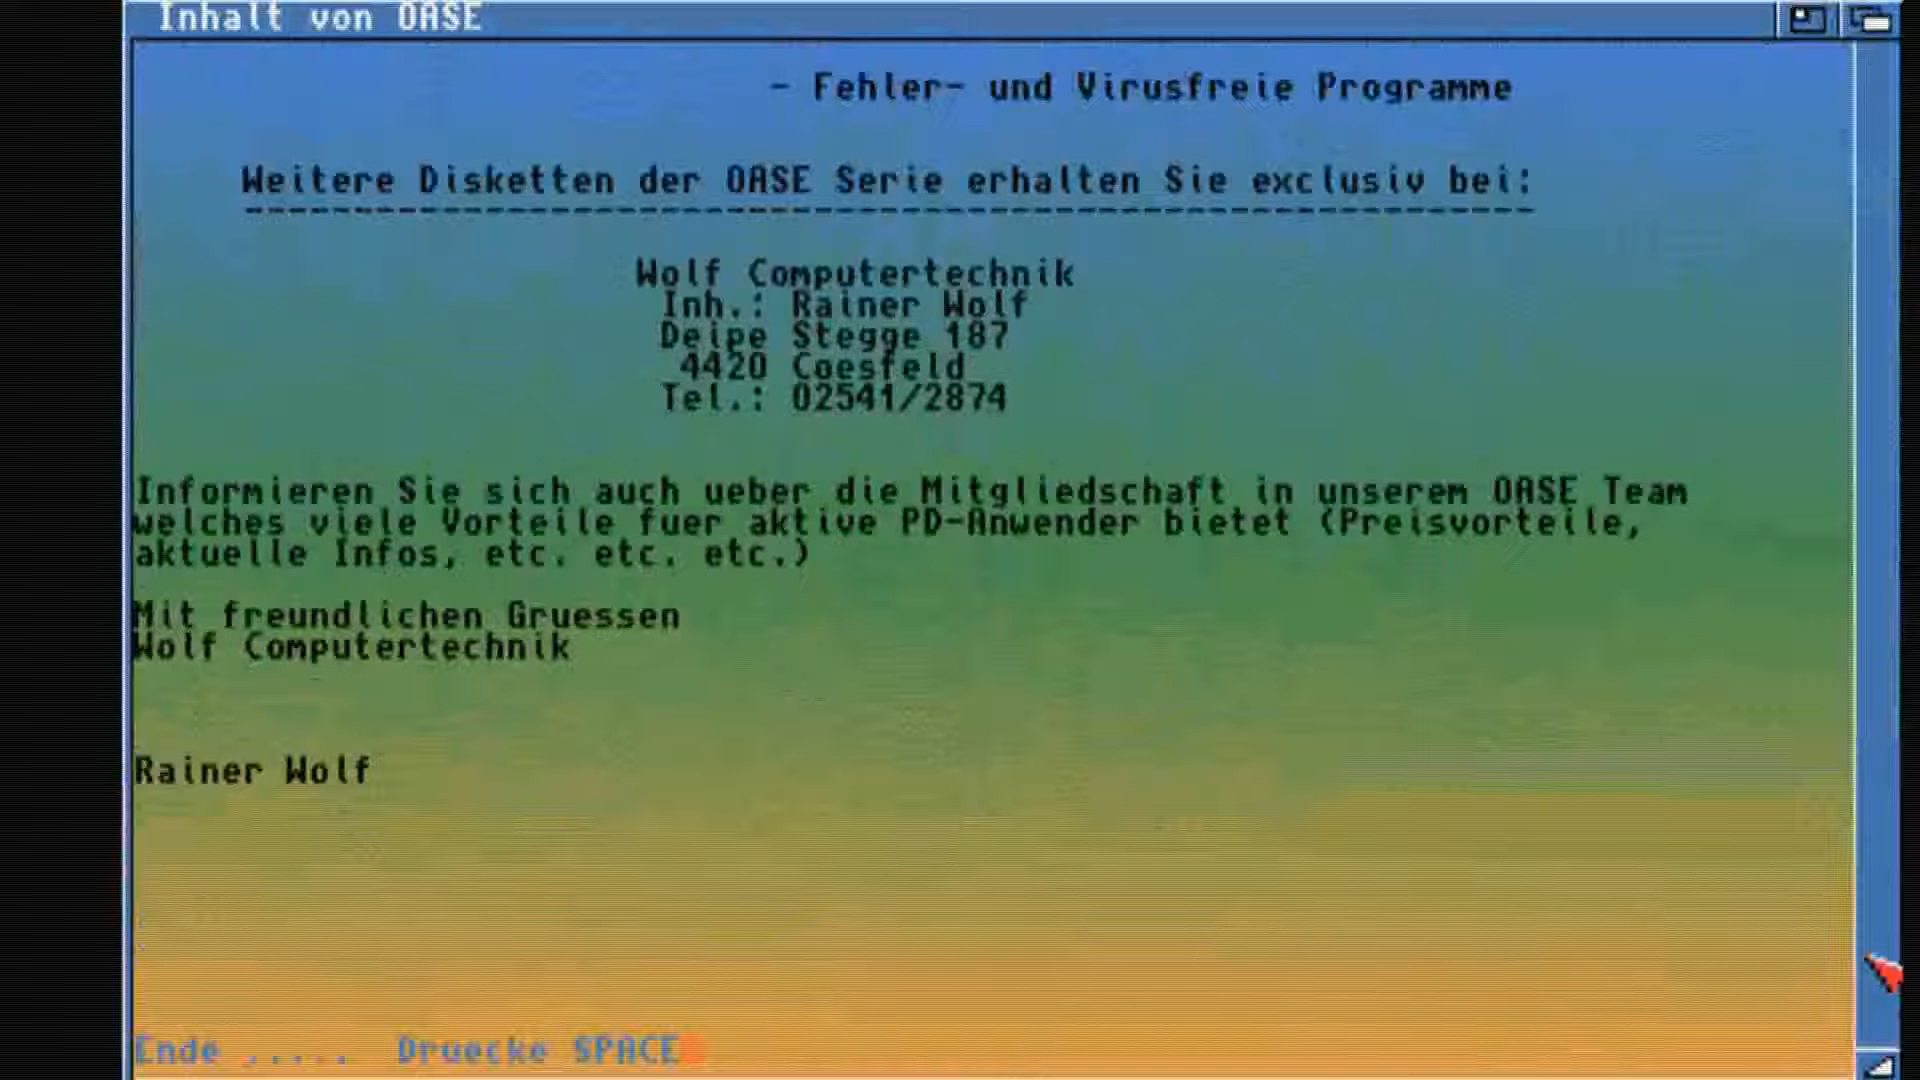 Inhalt von OASE
- Fehler- und Virusfreie Programme
Weitere Disketten der OASE Serie erhalten Sie exclusiv bei:
-----------------------------------------------------------
Wolf Computertechnik
Inh.: Rainer Wolf
Deipe Stegge 187
4420 Coesfeld
Tel.: 02541/2874
Informieren Sie sich auch ueber die Mitgliedschaft in unserem OASE Team
welches viele Vorteile fuer aktive PD-Anwender bietet (Preisvorteile,
aktuelle Infos, etc. etc. etc.)
Mit freundlichen Gruessen
Wolf Computertechnik
Rainer Wolf
Ende ..... Druecke SPACE